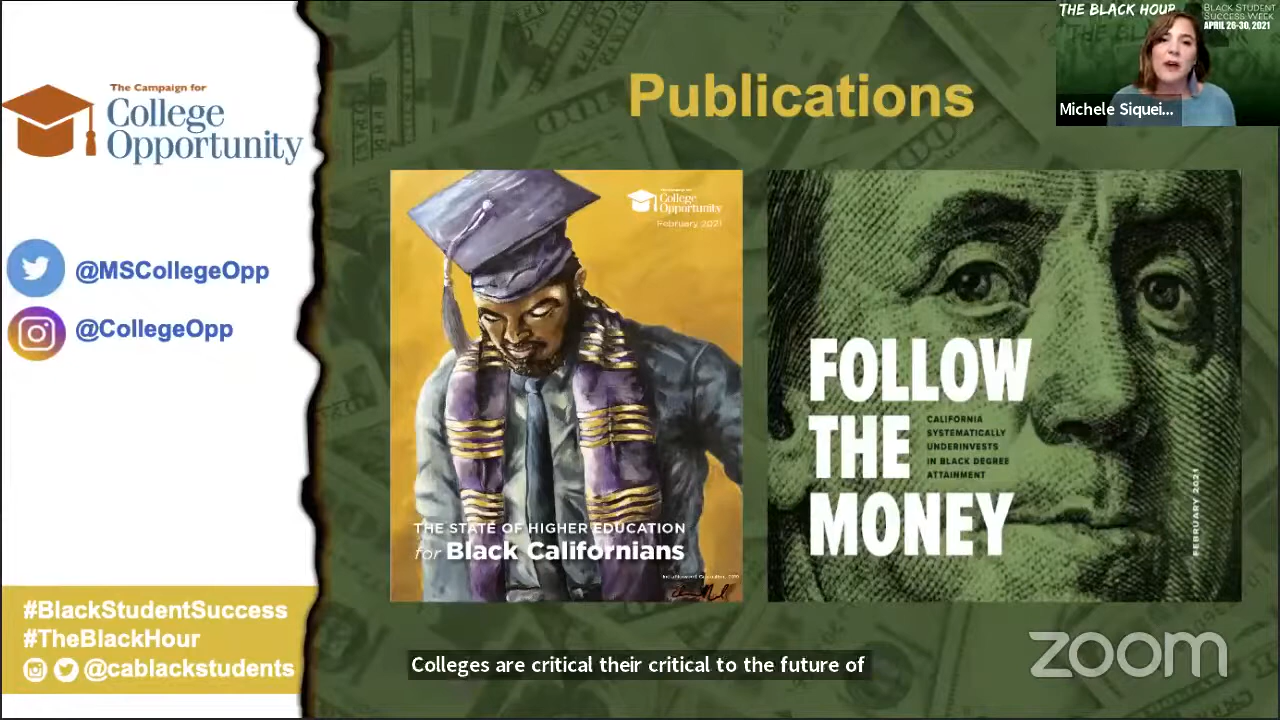 The Campaign for
College
Opportunity
@MSCollegeOpp
@CollegeOpp
#BlackStudentSuccess
#TheBlackHour
@cablackstudents
Publications
The Campaign for
College
Opportunity
February 2021
THE STATE OF HIGHER EDUCATION
for Black Californians
FOLLOW
THE
MONEY
CALIFORNIA
SYSTEMATICALLY
UNDERINVESTS
IN BLACK DEGREE
ATTAINMENT
FEBRUARY 2021
THE BLACK HOUR
BLACK STUDENT
SUCCESS WEEK
APRIL 26-30, 2021
Michele Siquei...
Colleges are critical their critical to the future of
zoom